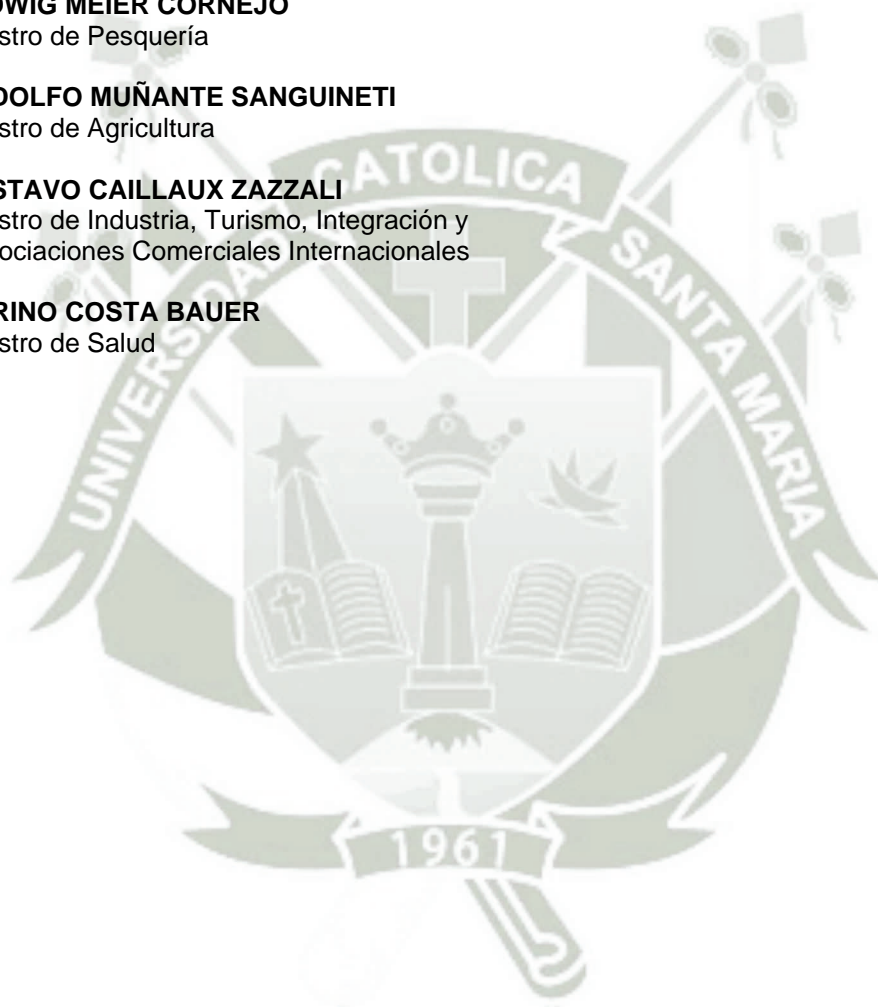 DWIG MEIER CORNEJO
stro de Pesquería
DOLFO MUÑANTE SANGUINETI
stro de Agricultura
STAVO CAILLAUX ZAZZALI
stro de Industria, Turismo, Integración y
ociaciones Comerciales Internacionales
RINO COSTA BAUER
stro de Salud
UNIVERSIDAD CATOLICA SANTA MARIA
1961